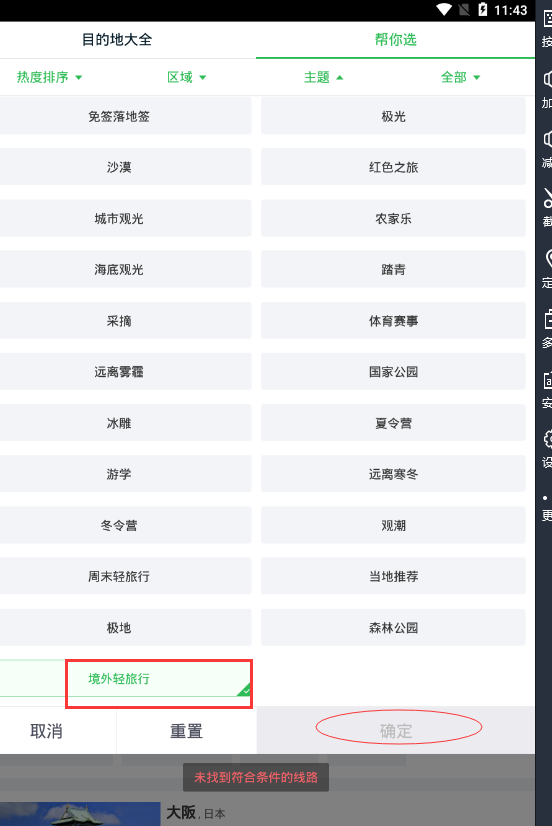 11:43
目的地大全 帮你选
热度排序 区域 主题 全部
免签落地签 极光
沙漠 红色之旅
城市观光 农家乐
海底观光 踏青
采摘 体育赛事
远离雾霾 国家公园
冰雕 夏令营
游学 远离寒冬
冬令营 观潮
周末轻旅行 当地推荐
极地 森林公园
境外轻旅行
取消 重置 确定
未找到符合条件的线路
大阪,日本
按
加
减
定
多
安
设
更